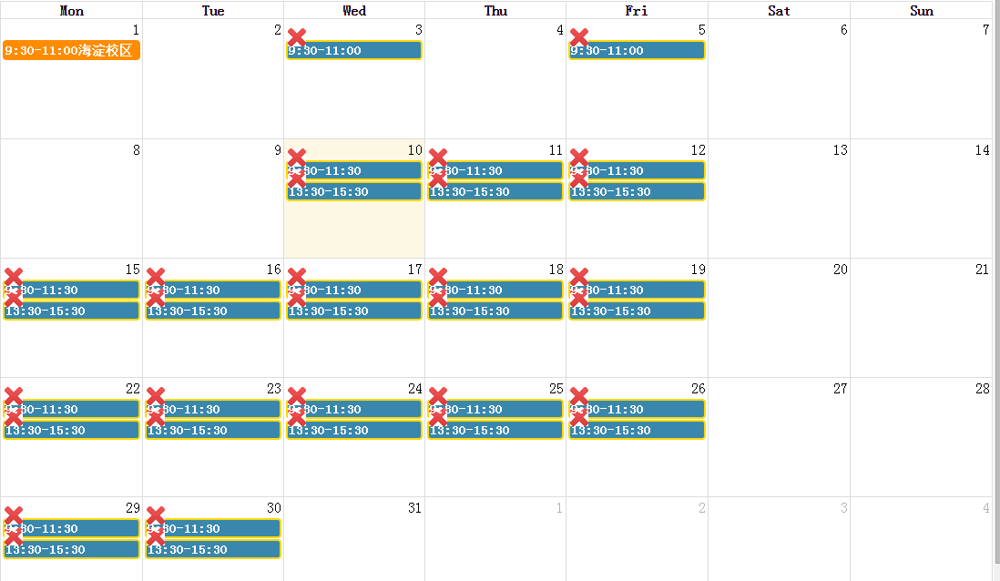 Mon Tue Wed Thu Fri Sat Sun
1 2 3 4 5 6 7
9:30-11:00海淀校区 9:30-11:00 9:30-11:00
8 9 10 11 12 13 14
9:30-11:30 9:30-11:30 9:30-11:30
13:30-15:30 13:30-15:30 13:30-15:30
15 16 17 18 19 20 21
9:30-11:30 9:30-11:30 9:30-11:30 9:30-11:30 9:30-11:30
13:30-15:30 13:30-15:30 13:30-15:30 13:30-15:30 13:30-15:30
22 23 24 25 26 27 28
9:30-11:30 9:30-11:30 9:30-11:30 9:30-11:30 9:30-11:30
13:30-15:30 13:30-15:30 13:30-15:30 13:30-15:30 13:30-15:30
29 30 31 1 2 3 4
9:30-11:30 9:30-11:30
13:30-15:30 13:30-15:30